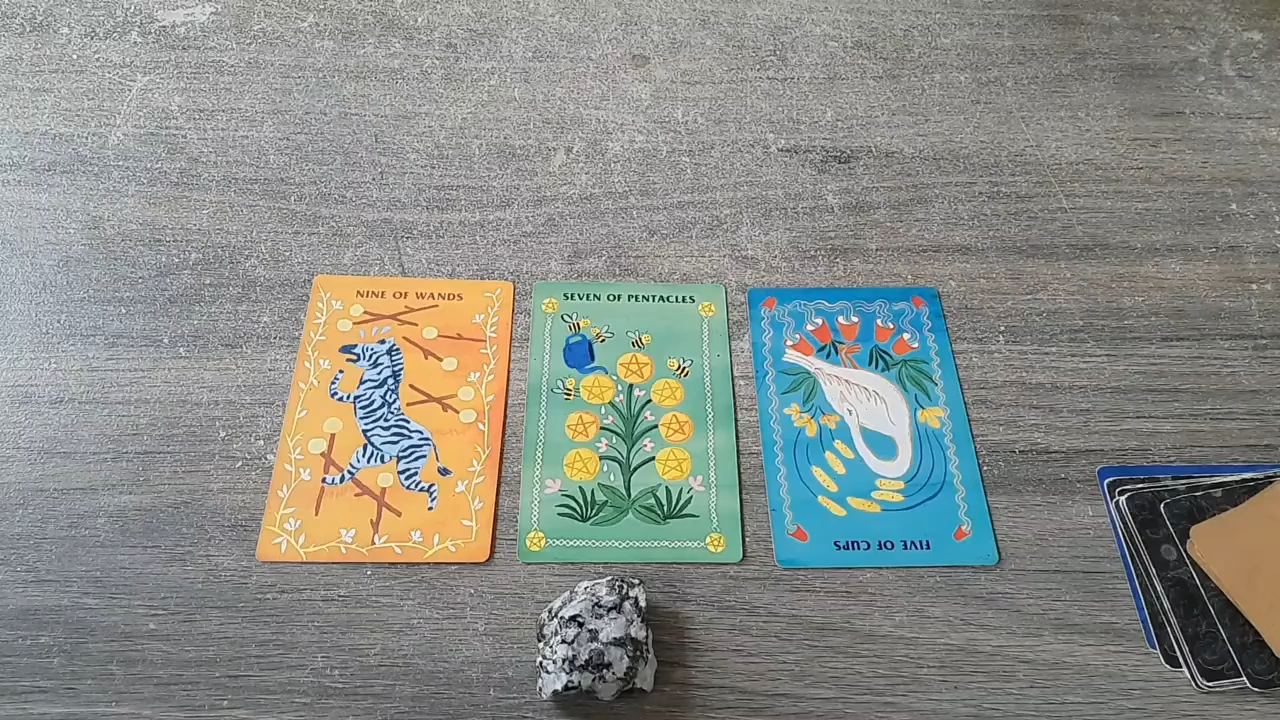 NINE OF WANDS
SEVEN OF PENTACLES
FIVE OF CUPS